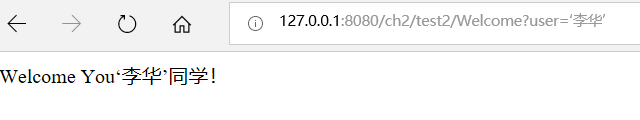 127.0.0.1:8080/ch2/test2/Welcome?user=‘李华’
Welcome You‘李华’同学！